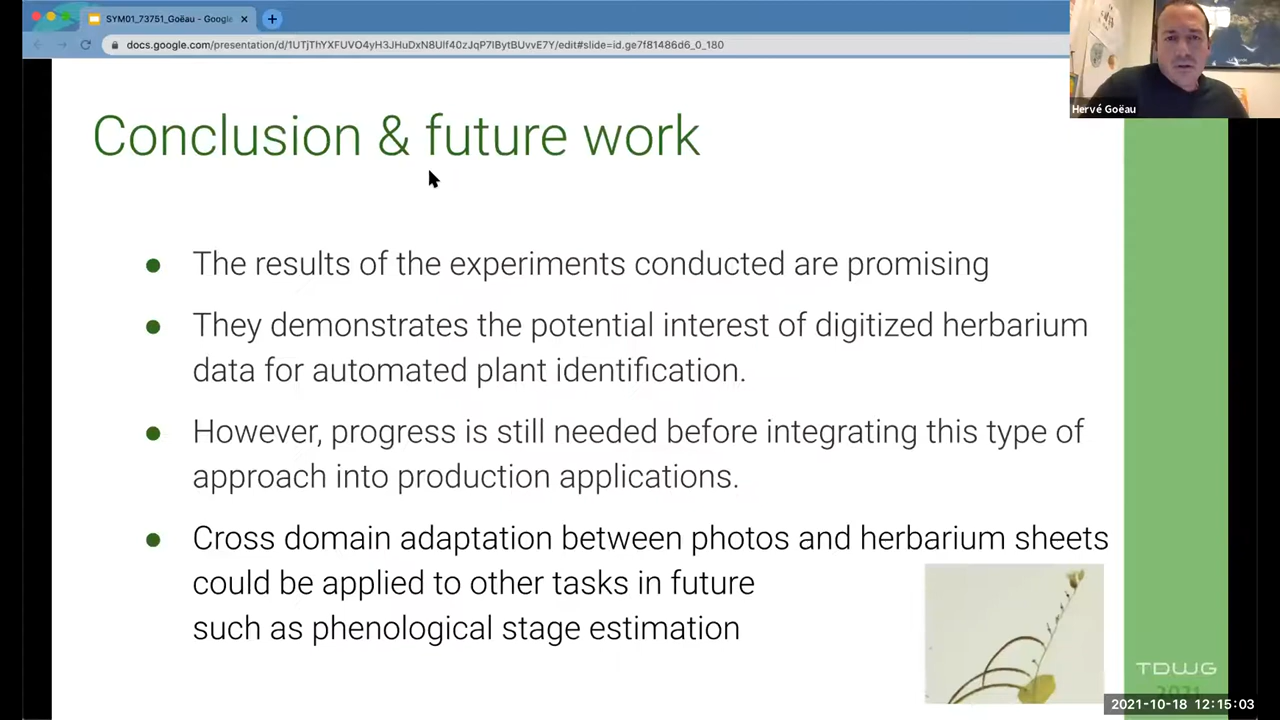 SYM01_73751_Goëau - Google
docs.google.com/presentation/d/1UTjThYXFUVO4yH3JHuDxN8Ulf40zJqP7lBytBUvvE7Y/edit#slide=id.ge7f81486d6_0_180
Hervé Goëau
Conclusion & future work
● The results of the experiments conducted are promising
● They demonstrates the potential interest of digitized herbarium
data for automated plant identification.
● However, progress is still needed before integrating this type of
approach into production applications.
● Cross domain adaptation between photos and herbarium sheets
could be applied to other tasks in future
such as phenological stage estimation
TDWG
2021
2021-10-18 12:15:03